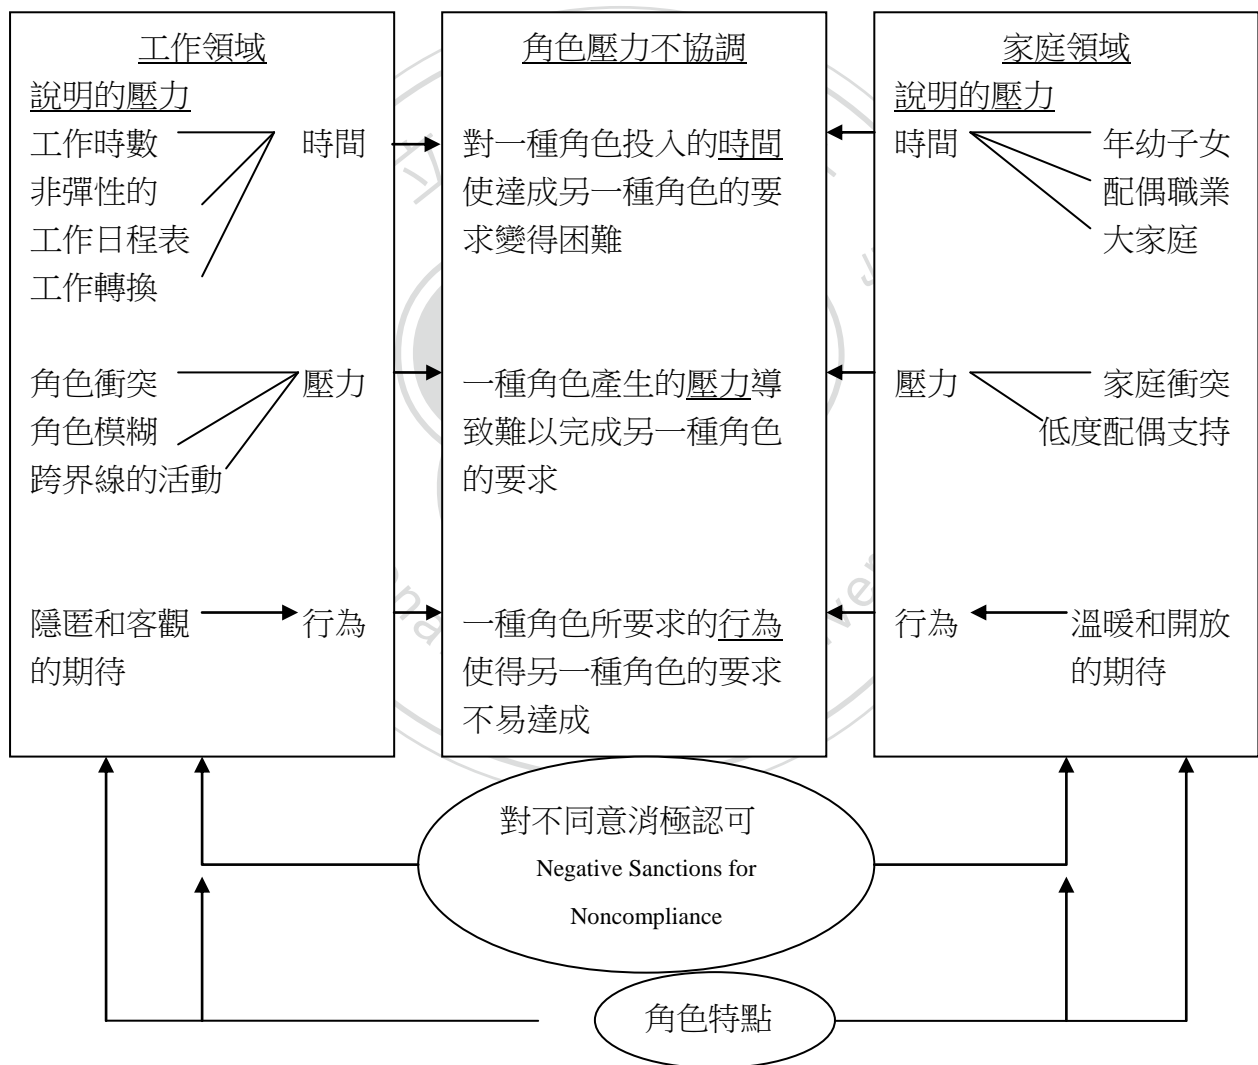 工作領域
說明的壓力
工作時數
時間
非彈性的
工作日程表
工作轉換
角色衝突
壓力
角色模糊
跨界線的活動
隱匿和客觀
行為
的期待
角色壓力不協調
對一種角色投入的時間
使達成另一種角色的要
求變得困難
一種角色產生的壓力導
致難以完成另一種角色
的要求
一種角色所要求的行為
使得另一種角色的要求
不易達成
家庭領域
說明的壓力
時間
年幼子女
配偶職業
大家庭
壓力
家庭衝突
低度配偶支持
行為
溫暖和開放
的期待
對不同意消極認可
Negative Sanctions for
Noncompliance
角色特點